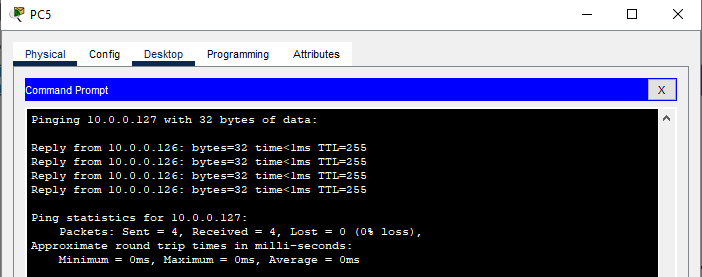 PC5
Physical Config Desktop Programming Attributes
Command Prompt
X
Pinging 10.0.0.127 with 32 bytes of data:
Reply from 10.0.0.126: bytes=32 time<1ms TTL=255
Reply from 10.0.0.126: bytes=32 time<1ms TTL=255
Reply from 10.0.0.126: bytes=32 time<1ms TTL=255
Reply from 10.0.0.126: bytes=32 time<1ms TTL=255
Ping statistics for 10.0.0.127:
Packets: Sent = 4, Received = 4, Lost = 0 (0% loss),
Approximate round trip times in milli-seconds:
Minimum = 0ms, Maximum = 0ms, Average = 0ms